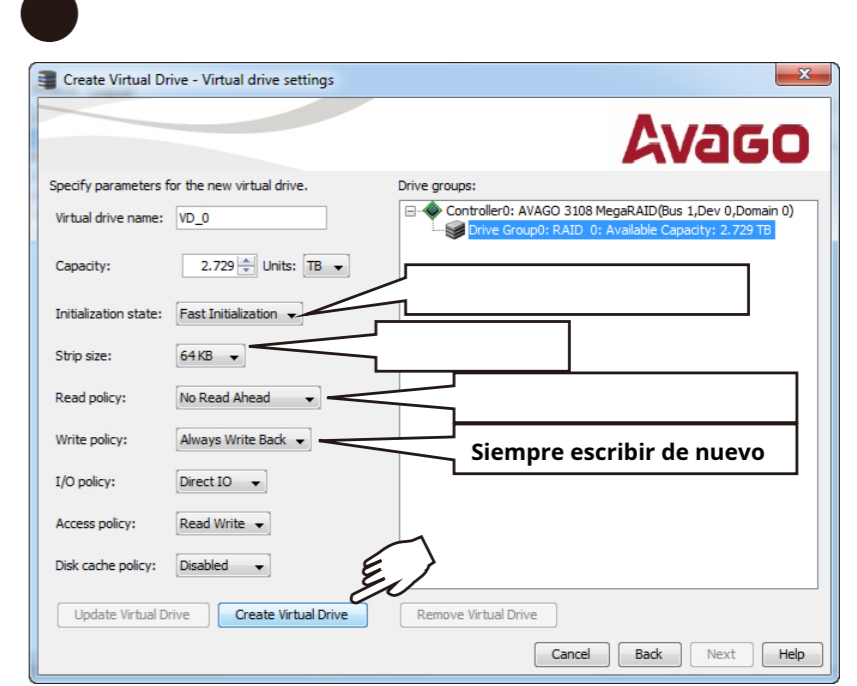 Create Virtual Drive - Virtual drive settings
AVAGO
Specify parameters for the new virtual drive.
Drive groups:
Virtual drive name: VD_0
Controller0: AVAGO 3108 MegaRAID(Bus 1,Dev 0,Domain 0)
Drive Group0: RAID 0: Available Capacity: 2.729 TB
Capacity: 2.729 Units: TB
Initialization state: Fast Initialization
Strip size: 64 KB
Read policy: No Read Ahead
Write policy: Always Write Back
Siempre escribir de nuevo
I/O policy: Direct IO
Access policy: Read Write
Disk cache policy: Disabled
Update Virtual Drive Create Virtual Drive Remove Virtual Drive
Cancel Back Next Help